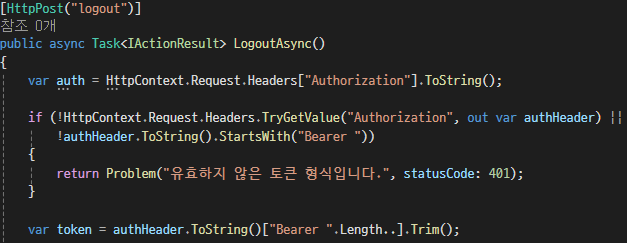 [HttpPost("logout")]
참조 0개
public async Task<IActionResult> LogoutAsync()
{
var auth = HttpContext.Request.Headers["Authorization"].ToString();
if (!HttpContext.Request.Headers.TryGetValue("Authorization", out var authHeader) ||
!authHeader.ToString().StartsWith("Bearer "))
{
return Problem("유효하지 않은 토큰 형식입니다.", statusCode: 401);
}
var token = authHeader.ToString()["Bearer ".Length..].Trim();